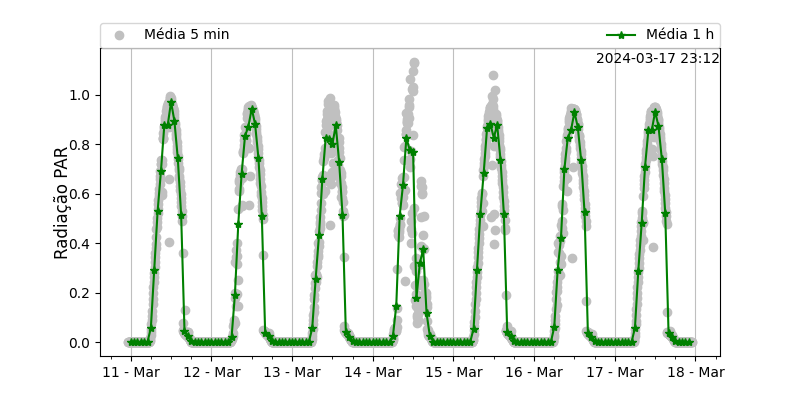 Média 5 min
Média 1 h
2024-03-17 23:12
Radiação PAR
1.0
0.8
0.6
0.4
0.2
0.0
11 - Mar
12 - Mar
13 - Mar
14 - Mar
15 - Mar
16 - Mar
17 - Mar
18 - Mar